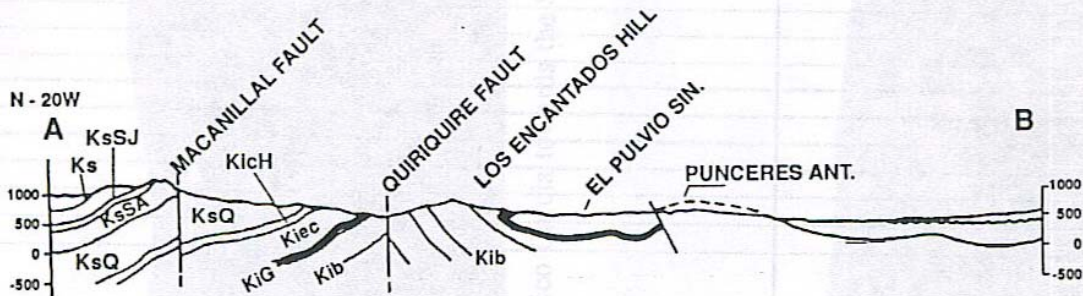 MACANILLAL FAULT
QUIRIQUIRE FAULT
LOS ENCANTADOS HILL
EL PULVIO SIN.
PUNCERES ANT.
N - 20W
A
B
KsSJ
Ks
KicH
KsSA
KsQ
Kiec
KsQ
KiG
Kib
Kib
1000
500
0
-500
1000
500
0
-500